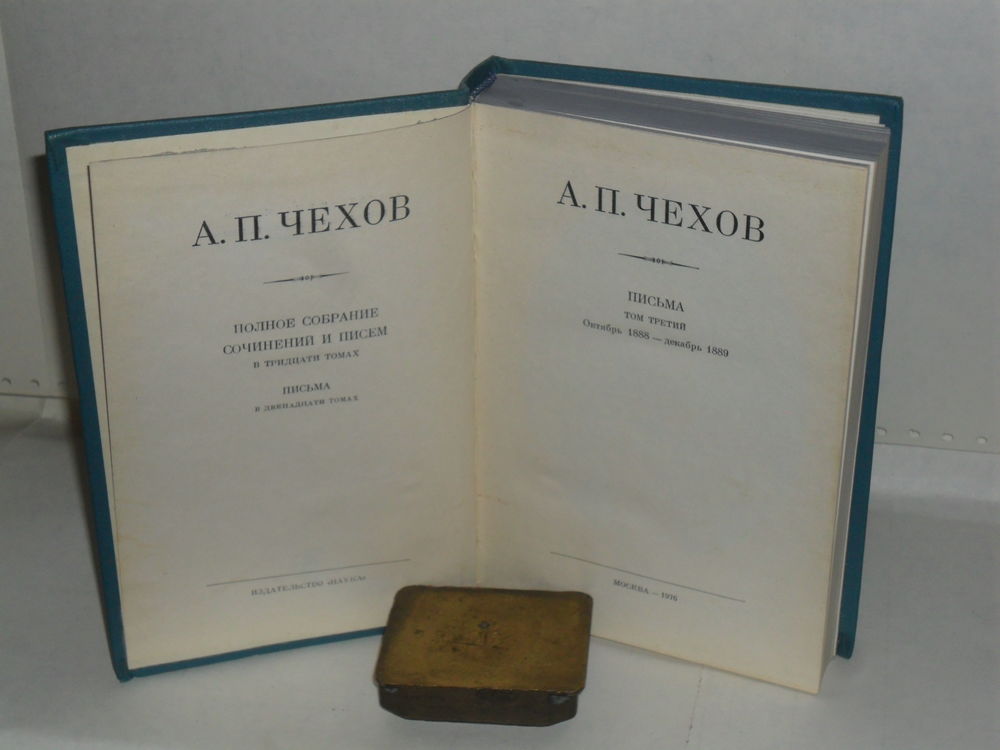 А. П. ЧЕХОВ
ПОЛНОЕ СОБРАНИЕ
СОЧИНЕНИЙ И ПИСЕМ
В ТРИДЦАТИ ТОМАХ
ПИСЬМА
В ДВЕНАДЦАТИ ТОМАХ
ИЗДАТЕЛЬСТВО «НАУКА»
А. П. ЧЕХОВ
ПИСЬМА
ТОМ ТРЕТИЙ
Октябрь 1888 — декабрь 1889
МОСКВА — 1976